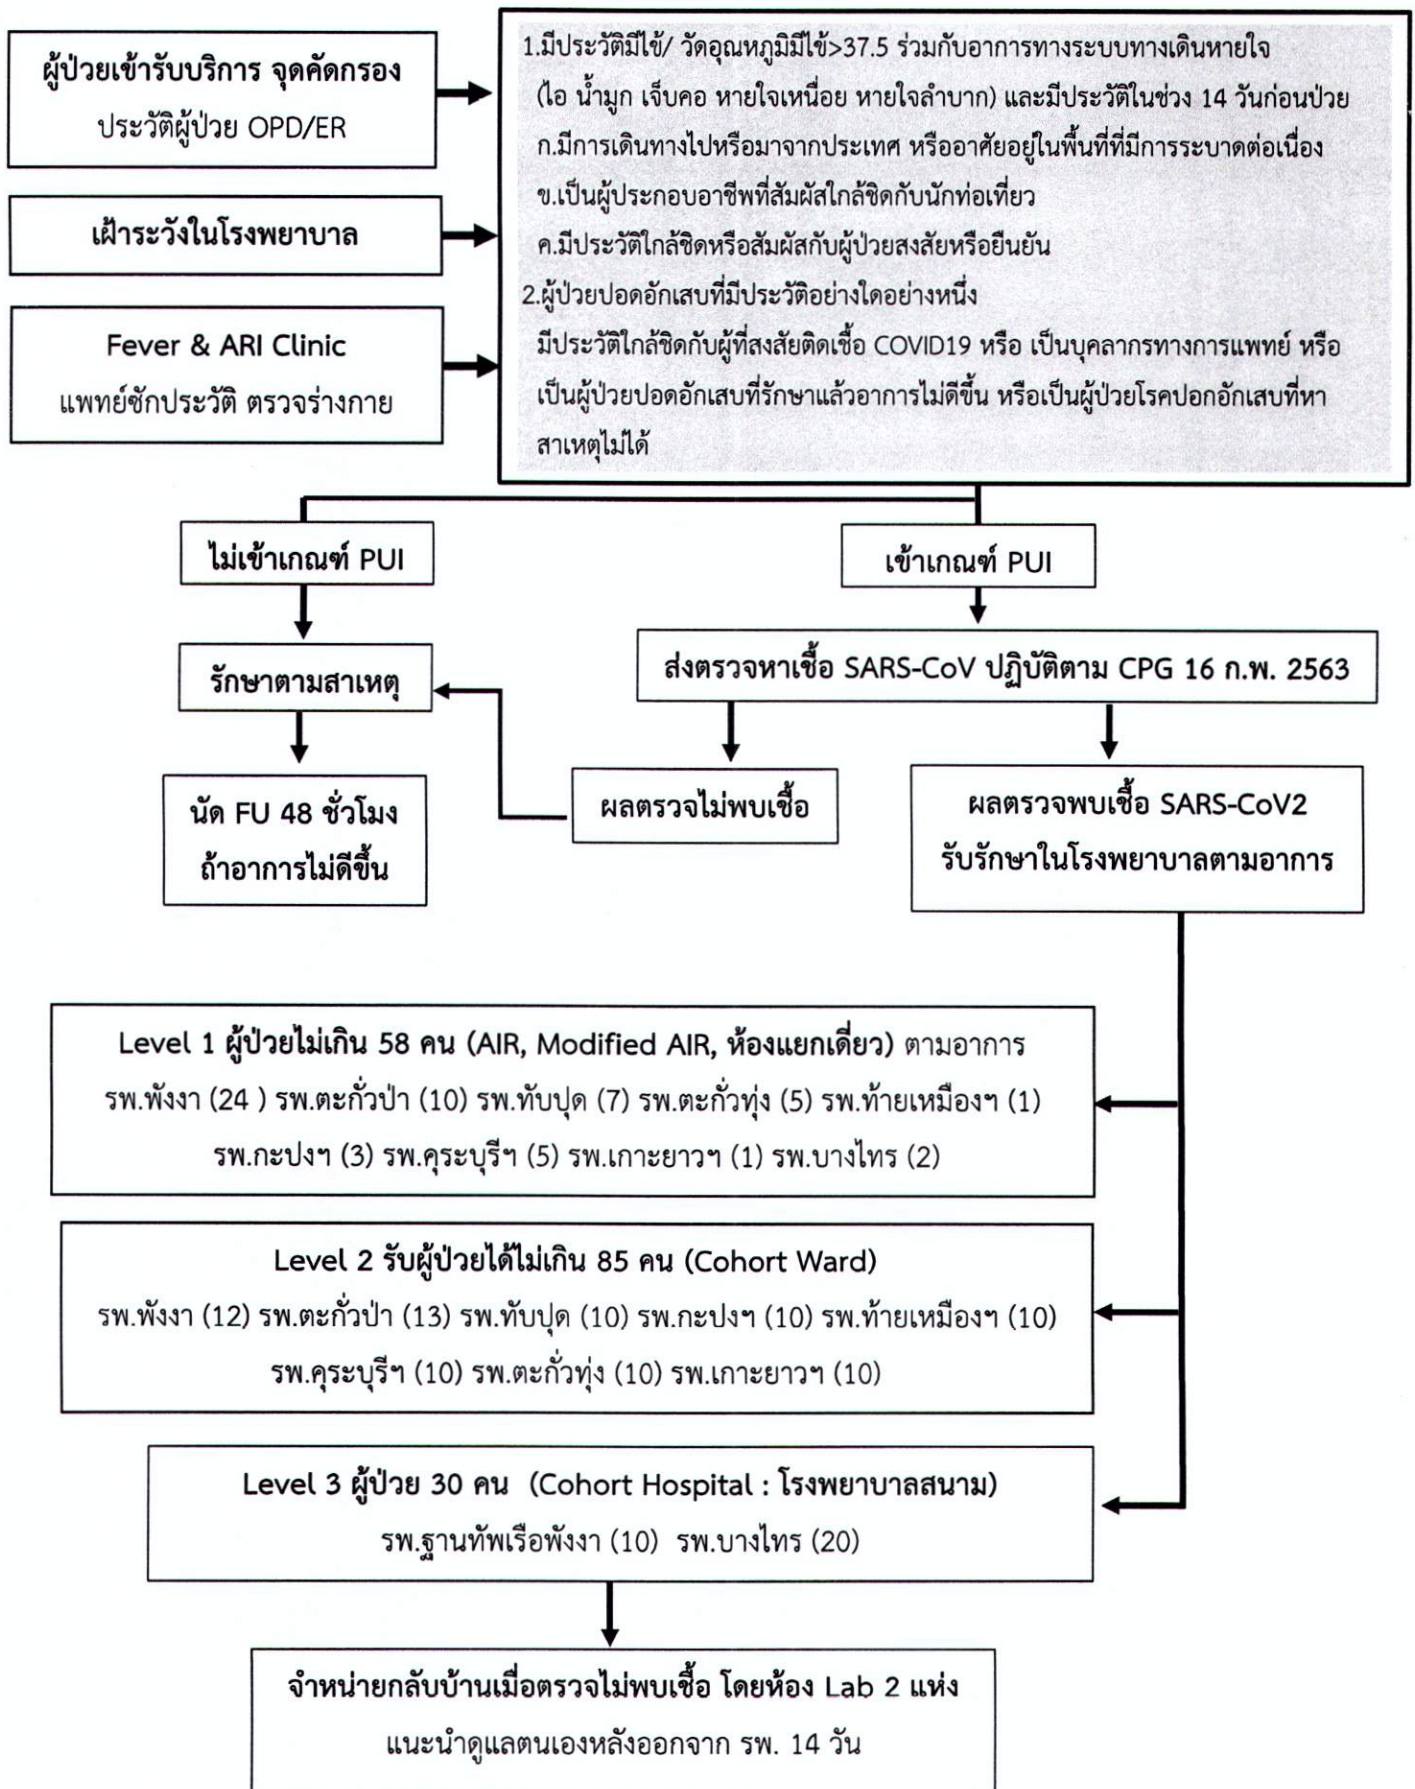 ผู้ป่วยเข้ารับบริการ จุดคัดกรอง
ประวัติผู้ป่วย OPD/ER
เฝ้าระวังในโรงพยาบาล
Fever & ARI Clinic
แพทย์ซักประวัติ ตรวจร่างกาย
1.มีประวัติมีไข้/ วัดอุณหภูมิมีไข้>37.5 ร่วมกับอาการทางระบบทางเดินหายใจ
(ไอ น้ำมูก เจ็บคอ หายใจเหนื่อย หายใจลำบาก) และมีประวัติในช่วง 14 วันก่อนป่วย
ก.มีการเดินทางไปหรือมาจากประเทศ หรืออาศัยอยู่ในพื้นที่ที่มีการระบาดต่อเนื่อง
ข.เป็นผู้ประกอบอาชีพที่สัมผัสใกล้ชิดกับนักท่อเที่ยว
ค.มีประวัติใกล้ชิดหรือสัมผัสกับผู้ป่วยสงสัยหรือยืนยัน
2.ผู้ป่วยปอดอักเสบที่มีประวัติอย่างใดอย่างหนึ่ง
มีประวัติใกล้ชิดกับผู้ที่สงสัยติดเชื้อ COVID19 หรือ เป็นบุคลากรทางการแพทย์ หรือ
เป็นผู้ป่วยปอดอักเสบที่รักษาแล้วอาการไม่ดีขึ้น หรือเป็นผู้ป่วยโรคปอกอักเสบที่หา
สาเหตุไม่ได้
ไม่เข้าเกณฑ์ PUI
เข้าเกณฑ์ PUI
รักษาตามสาเหตุ
ส่งตรวจหาเชื้อ SARS-CoV ปฏิบัติตาม CPG 16 ก.พ. 2563
นัด FU 48 ชั่วโมง
ถ้าอาการไม่ดีขึ้น
ผลตรวจไม่พบเชื้อ
ผลตรวจพบเชื้อ SARS-CoV2
รับรักษาในโรงพยาบาลตามอาการ
Level 1 ผู้ป่วยไม่เกิน 58 คน (AIR, Modified AIR, ห้องแยกเดี่ยว) ตามอาการ
รพ.พังงา (24 ) รพ.ตะกั่วป่า (10) รพ.ทับปุด (7) รพ.ตะกั่วทุ่ง (5) รพ.ท้ายเหมืองฯ (1)
รพ.กะปงฯ (3) รพ.คุระบุรีฯ (5) รพ.เกาะยาวฯ (1) รพ.บางไทร (2)
Level 2 รับผู้ป่วยได้ไม่เกิน 85 คน (Cohort Ward)
รพ.พังงา (12) รพ.ตะกั่วป่า (13) รพ.ทับปุด (10) รพ.กะปงฯ (10) รพ.ท้ายเหมืองฯ (10)
รพ.คุระบุรีฯ (10) รพ.ตะกั่วทุ่ง (10) รพ.เกาะยาวฯ (10)
Level 3 ผู้ป่วย 30 คน (Cohort Hospital : โรงพยาบาลสนาม)
รพ.ฐานทัพเรือพังงา (10) รพ.บางไทร (20)
จำหน่ายกลับบ้านเมื่อตรวจไม่พบเชื้อ โดยห้อง Lab 2 แห่ง
แนะนำดูแลตนเองหลังออกจาก รพ. 14 วัน